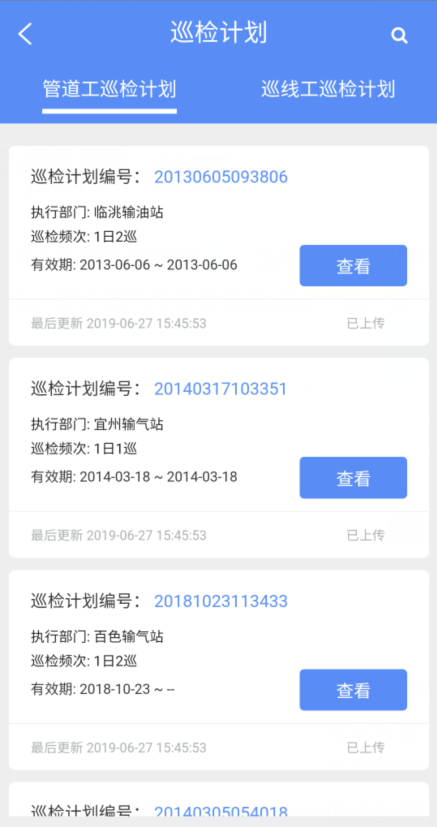 巡检计划
管道工巡检计划 巡线工巡检计划
巡检计划编号： 20130605093806
执行部门: 临洮输油站
巡检频次: 1日2巡
有效期: 2013-06-06 ~ 2013-06-06
查看
最后更新 2019-06-27 15:45:53 已上传
巡检计划编号： 20140317103351
执行部门: 宜州输气站
巡检频次: 1日1巡
有效期: 2014-03-18 ~ 2014-03-18
查看
最后更新 2019-06-27 15:45:53 已上传
巡检计划编号： 20181023113433
执行部门: 百色输气站
巡检频次: 1日2巡
有效期: 2018-10-23 ~ --
查看
最后更新 2019-06-27 15:45:53 已上传
巡检计划编号： 20140305054018